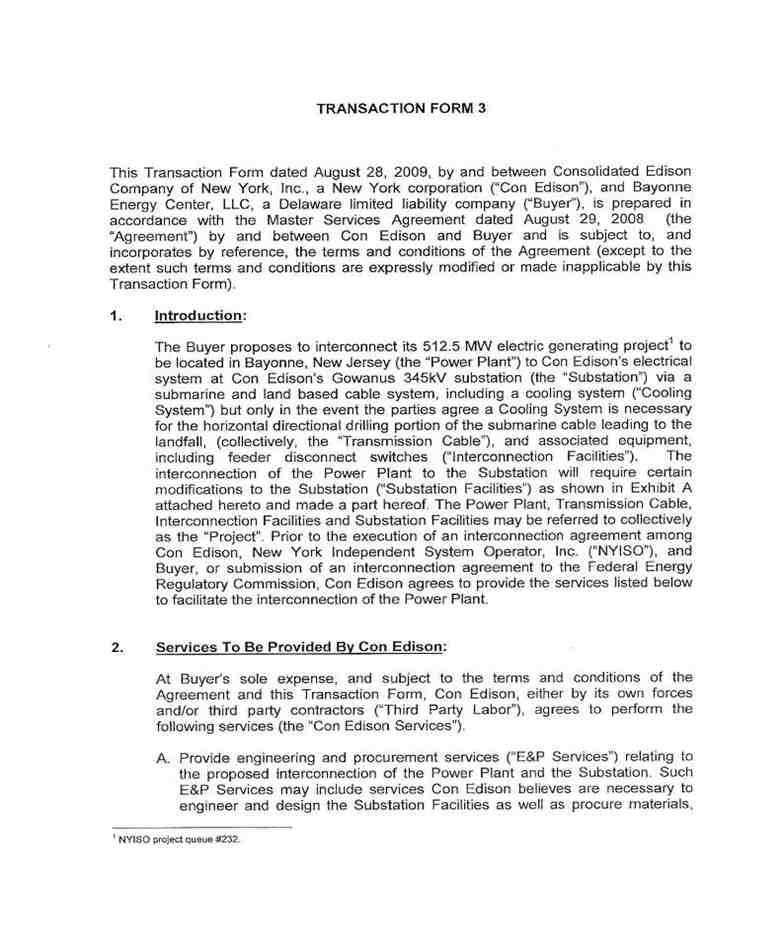 TRANSACTION FORM 3
This Transaction Form dated August 28, 2009, by and between Consolidated Edison
Company of New York, Inc., a New York corporation ("Con Edison"), and Bayonne
Energy Center, LLC, a Delaware limited liability company ("Buyer"), is prepared in
accordance with the Master Services Agreement dated August 29, 2008 (the
"Agreement") by and between Con Edison and Buyer and is subject to, and
incorporates by reference, the terms and conditions of the Agreement (except to the
extent such terms and conditions are expressly modified or made inapplicable by this
Transaction Form).
1. Introduction:
The Buyer proposes to interconnect its 512.5 MW electric generating project¹ to
be located in Bayonne, New Jersey (the "Power Plant") to Con Edison's electrical
system at Con Edison's Gowanus 345kV substation (the "Substation") via a
submarine and land based cable system, including a cooling system ("Cooling
System") but only in the event the parties agree a Cooling System is necessary
for the horizontal directional drilling portion of the submarine cable leading to the
landfall, (collectively, the "Transmission Cable"), and associated equipment,
including feeder disconnect switches ("Interconnection Facilities"). The
interconnection of the Power Plant to the Substation will require certain
modifications to the Substation ("Substation Facilities") as shown in Exhibit A
attached hereto and made a part hereof. The Power Plant, Transmission Cable,
Interconnection Facilities and Substation Facilities may be referred to collectively
as the "Project". Prior to the execution of an interconnection agreement among
Con Edison, New York Independent System Operator, Inc. ("NYISO"), and
Buyer, or submission of an interconnection agreement to the Federal Energy
Regulatory Commission, Con Edison agrees to provide the services listed below
to facilitate the interconnection of the Power Plant.
2. Services To Be Provided By Con Edison:
At Buyer's sole expense, and subject to the terms and conditions of the
Agreement and this Transaction Form, Con Edison, either by its own forces
and/or third party contractors ("Third Party Labor"), agrees to perform the
following services (the "Con Edison Services").
A. Provide engineering and procurement services ("E&P Services") relating to
the proposed interconnection of the Power Plant and the Substation. Such
E&P Services may include services Con Edison believes are necessary to
engineer and design the Substation Facilities as well as procure materials,
¹ NYISO project queue #232.